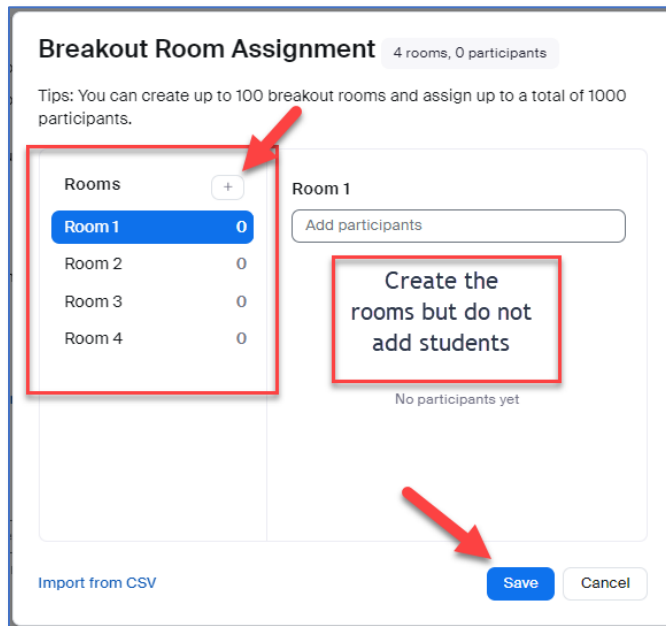 Breakout Room Assignment 4 rooms, 0 participants
Tips: You can create up to 100 breakout rooms and assign up to a total of 1000
participants.
Rooms +
Room 1 0
Room 2 0
Room 3 0
Room 4 0
Room 1
Add participants
Create the
rooms but do not
add students
No participants yet
Import from CSV
Save
Cancel